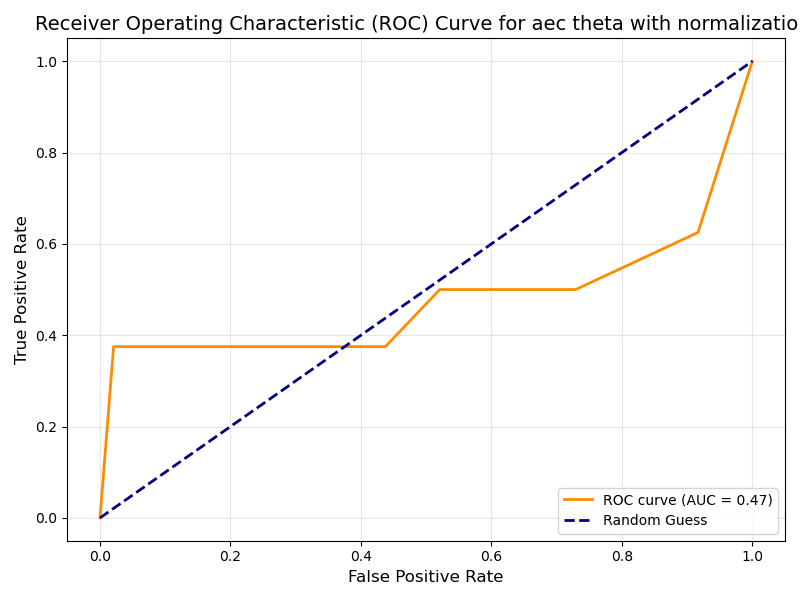 Receiver Operating Characteristic (ROC) Curve for aec theta with normalizatio
True Positive Rate
1.0
0.8
0.6
0.4
0.2
0.0
ROC curve (AUC = 0.47)
Random Guess
0.0 0.2 0.4 0.6 0.8 1.0
False Positive Rate